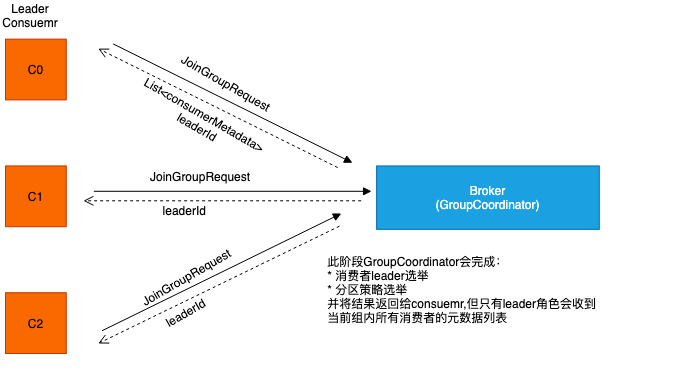 Leader
Consuemr
C0
JoinGroupRequest
List<consumerMetadata>
leaderId
C1
JoinGroupRequest
leaderId
Broker
(GroupCoordinator)
C2
JoinGroupRequest
leaderId
此阶段GroupCoordinator会完成：
* 消费者leader选举
* 分区策略选举
并将结果返回给consuemr,但只有leader角色会收到
当前组内所有消费者的元数据列表